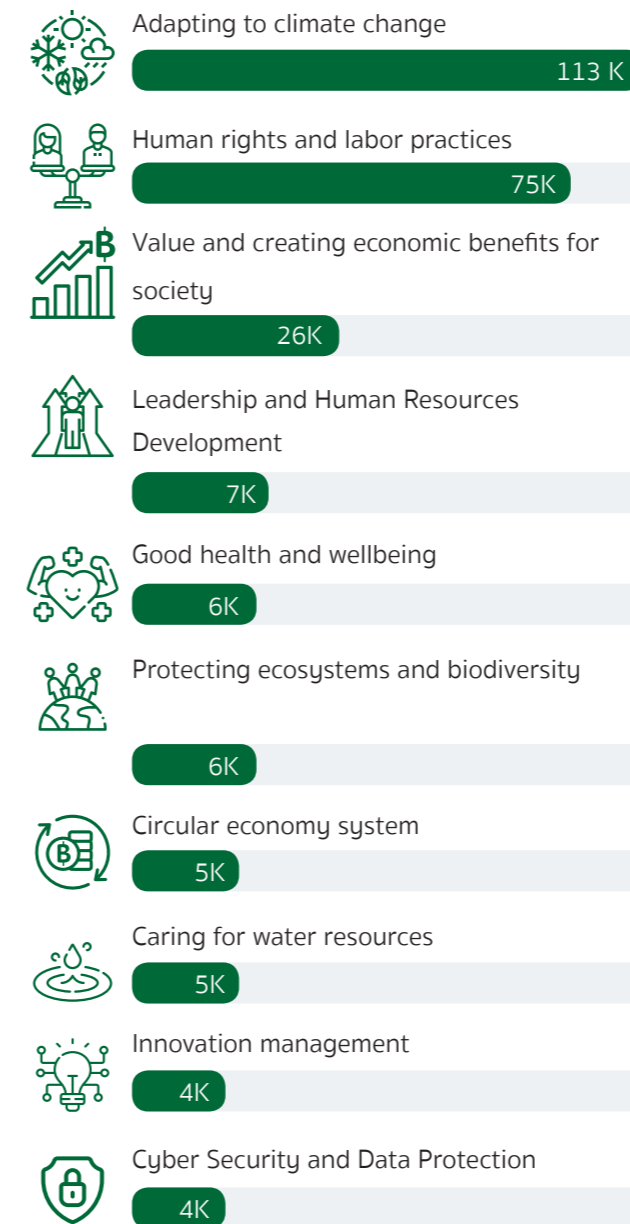 Adapting to climate change
113 K
Human rights and labor practices
75K
Value and creating economic benefits for
society
26K
Leadership and Human Resources
Development
7K
Good health and wellbeing
6K
Protecting ecosystems and biodiversity
6K
Circular economy system
5K
Caring for water resources
5K
Innovation management
4K
Cyber Security and Data Protection
4K